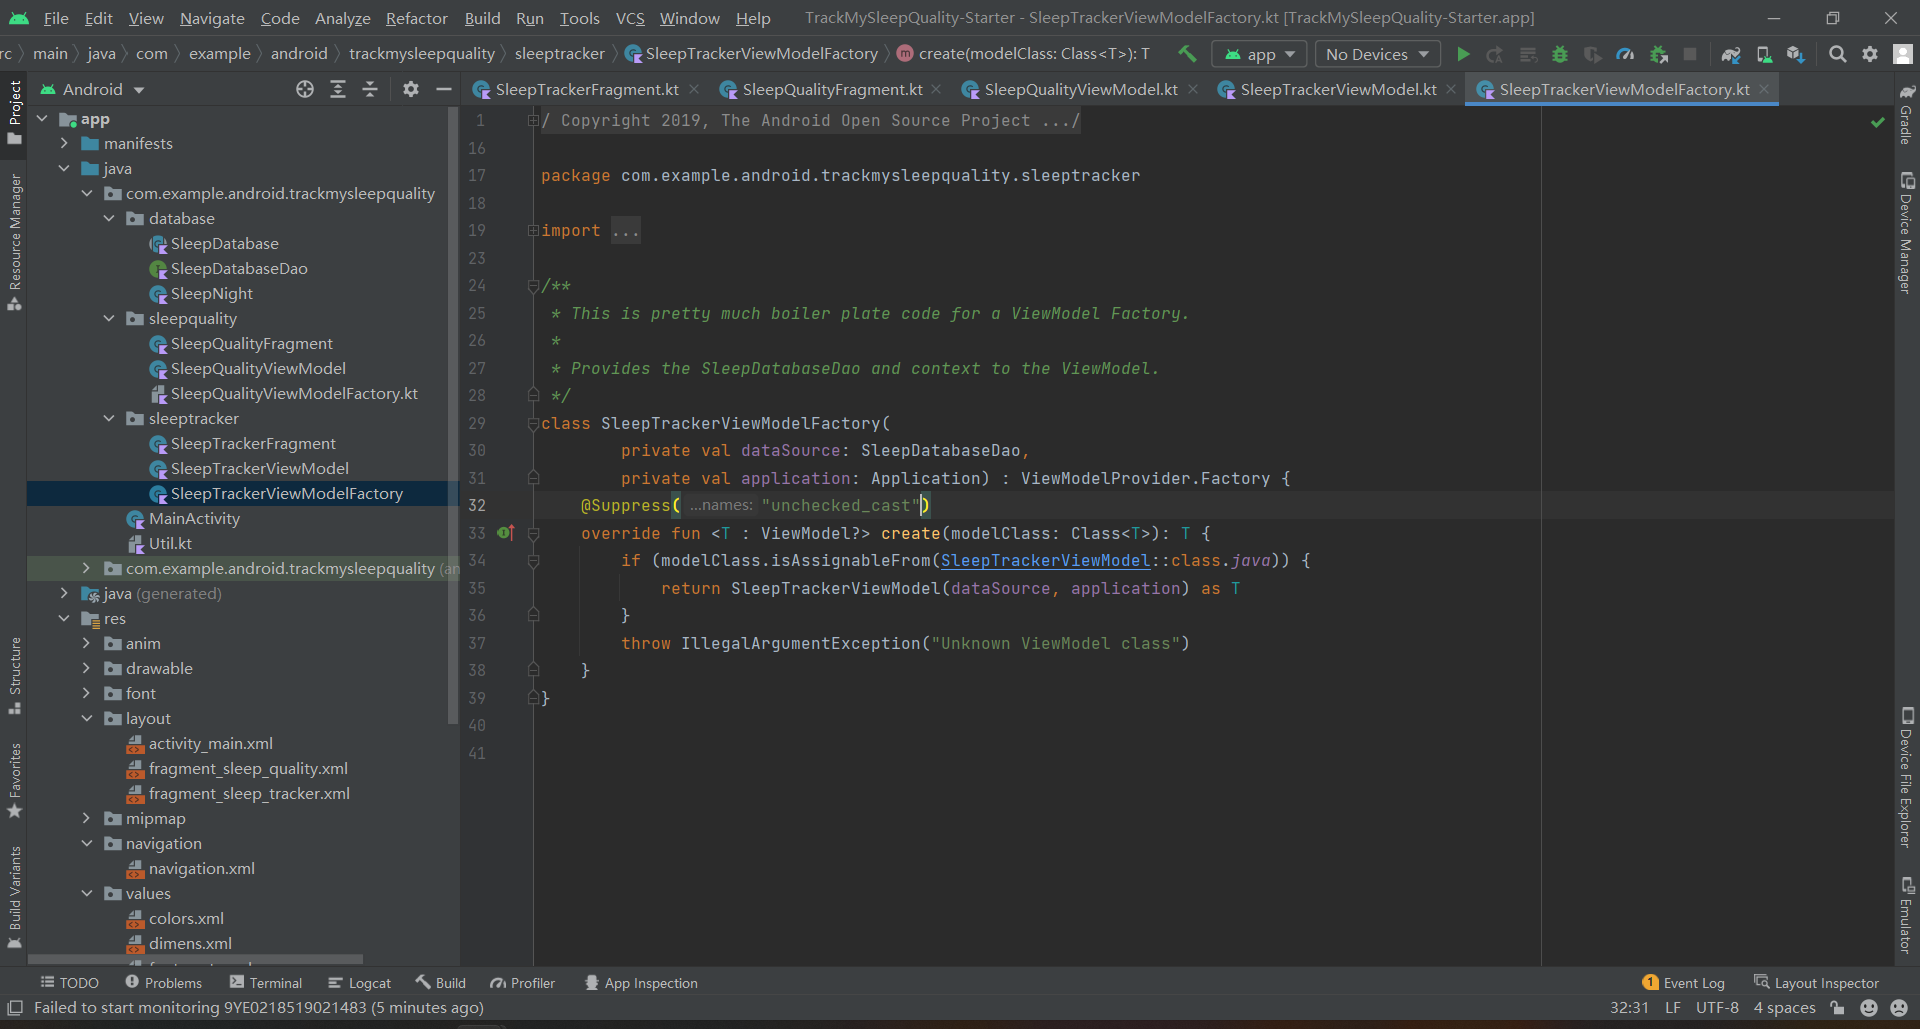 File Edit View Navigate Code Analyze Refactor Build Run Tools VCS Window Help TrackMySleepQuality-Starter - SleepTrackerViewModelFactory.kt [TrackMySleepQuality-Starter.app]
rc main java com example android trackmysleepquality sleeptracker SleepTrackerViewModelFactory create(modelClass: Class<T>): T app No Devices
Project
Resource Manager
Structure
Favorites
Build Variants
Android
app
manifests
java
com.example.android.trackmysleepquality
database
SleepDatabase
SleepDatabaseDao
SleepNight
sleepquality
SleepQualityFragment
SleepQualityViewModel
SleepQualityViewModelFactory.kt
sleeptracker
SleepTrackerFragment
SleepTrackerViewModel
SleepTrackerViewModelFactory
MainActivity
Util.kt
com.example.android.trackmysleepquality (an
java (generated)
res
anim
drawable
font
layout
activity_main.xml
fragment_sleep_quality.xml
fragment_sleep_tracker.xml
mipmap
navigation
navigation.xml
values
colors.xml
dimens.xml
SleepTrackerFragment.kt SleepQualityFragment.kt SleepQualityViewModel.kt SleepTrackerViewModel.kt SleepTrackerViewModelFactory.kt
1 / Copyright 2019, The Android Open Source Project .../
16
17 package com.example.android.trackmysleepquality.sleeptracker
18
19 import ...
23
24 /**
25 * This is pretty much boiler plate code for a ViewModel Factory.
26 *
27 * Provides the SleepDatabaseDao and context to the ViewModel.
28 */
29 class SleepTrackerViewModelFactory(
30 private val dataSource: SleepDatabaseDao,
31 private val application: Application) : ViewModelProvider.Factory {
32 @Suppress( ...names: "unchecked_cast")
33 override fun <T : ViewModel?> create(modelClass: Class<T>): T {
34 if (modelClass.isAssignableFrom(SleepTrackerViewModel::class.java)) {
35 return SleepTrackerViewModel(dataSource, application) as T
36 }
37 throw IllegalArgumentException("Unknown ViewModel class")
38 }
39 }
40
41
Gradle
Device Manager
Device File Explorer
Emulator
TODO Problems Terminal Logcat Build Profiler App Inspection 1 Event Log Layout Inspector
Failed to start monitoring 9YE0218519021483 (5 minutes ago) 32:31 LF UTF-8 4 spaces